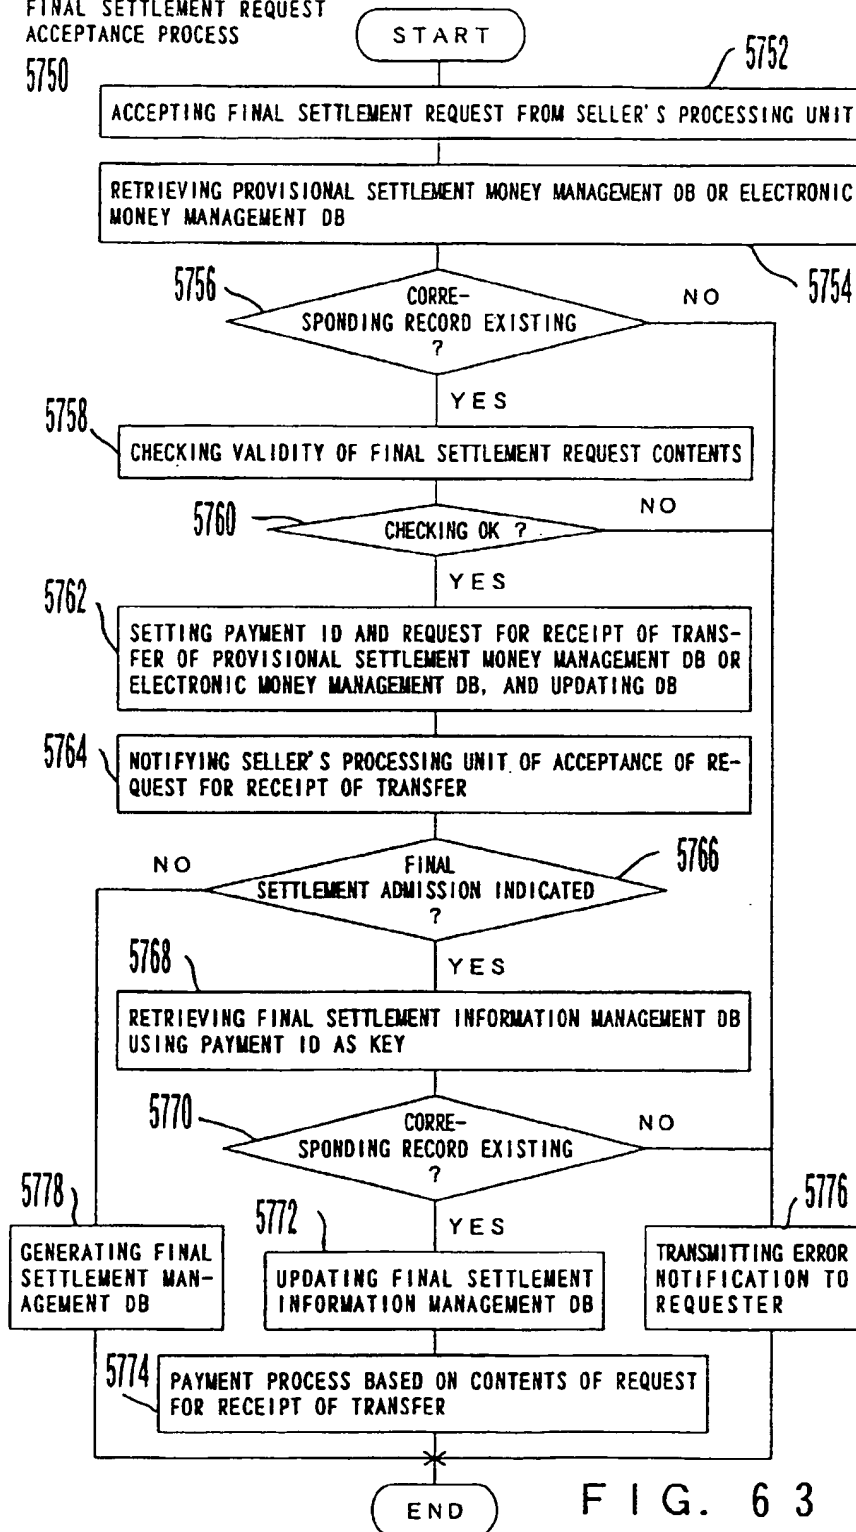 FINAL SETTLEMENT REQUEST
ACCEPTANCE PROCESS
5750
START
5752
ACCEPTING FINAL SETTLEMENT REQUEST FROM SELLER'S PROCESSING UNIT
RETRIEVING PROVISIONAL SETTLEMENT MONEY MANAGEMENT DB OR ELECTRONIC
MONEY MANAGEMENT DB
5754
5756
CORRE-
SPONDING RECORD EXISTING
?
NO
YES
5758
CHECKING VALIDITY OF FINAL SETTLEMENT REQUEST CONTENTS
5760
CHECKING OK ?
NO
YES
5762
SETTING PAYMENT ID AND REQUEST FOR RECEIPT OF TRANS-
FER OF PROVISIONAL SETTLEMENT MONEY MANAGEMENT DB OR
ELECTRONIC MONEY MANAGEMENT DB, AND UPDATING DB
5764
NOTIFYING SELLER'S PROCESSING UNIT OF ACCEPTANCE OF RE-
QUEST FOR RECEIPT OF TRANSFER
NO
FINAL
SETTLEMENT ADMISSION INDICATED
?
5766
YES
5768
RETRIEVING FINAL SETTLEMENT INFORMATION MANAGEMENT DB
USING PAYMENT ID AS KEY
5770
CORRE-
SPONDING RECORD EXISTING
?
NO
YES
5778
GENERATING FINAL
SETTLEMENT MAN-
AGEMENT DB
5772
UPDATING FINAL SETTLEMENT
INFORMATION MANAGEMENT DB
5776
TRANSMITTING ERROR
NOTIFICATION TO
REQUESTER
5774
PAYMENT PROCESS BASED ON CONTENTS OF REQUEST
FOR RECEIPT OF TRANSFER
END
FIG. 63